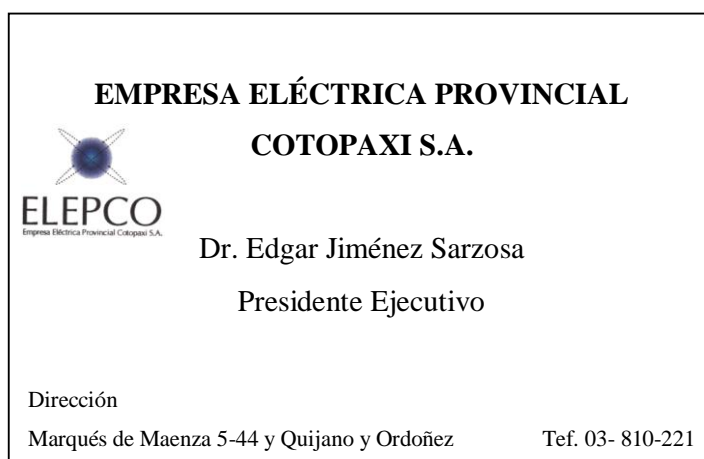 EMPRESA ELÉCTRICA PROVINCIAL
COTOPAXI S.A.
ELEPCO
Empresa Eléctrica Provincial Cotopaxi S.A.
Dr. Edgar Jiménez Sarzosa
Presidente Ejecutivo
Dirección
Marqués de Maenza 5-44 y Quijano y Ordoñez Tef. 03- 810-221